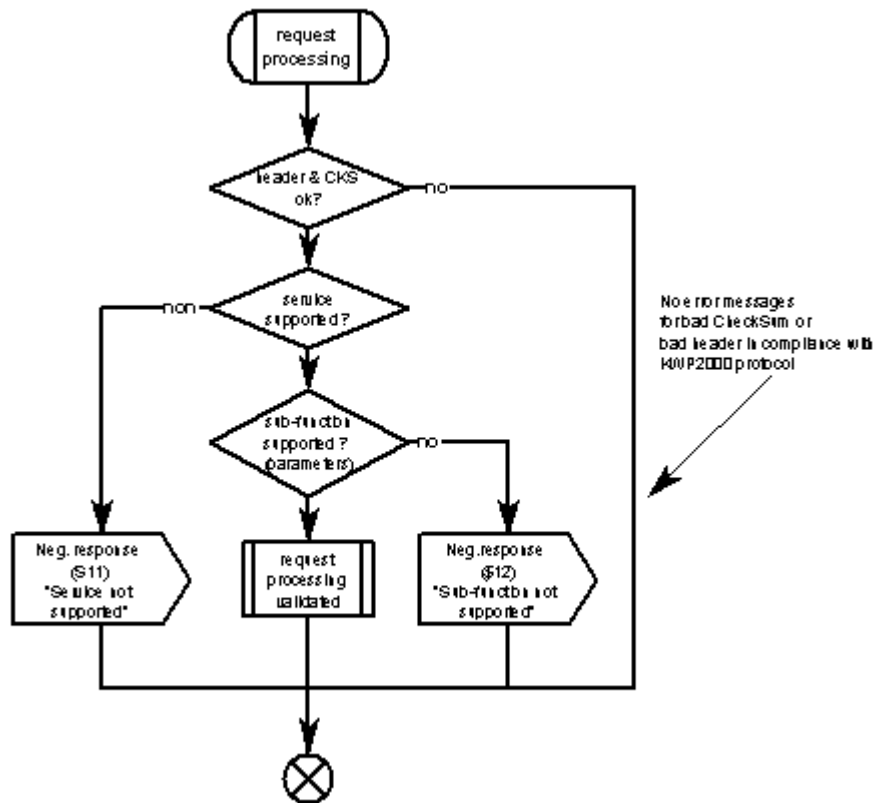 request
processing
header & CKS
ok?
no
service
supported?
non
No error messages
for bad CheckSum or
bad header in compliance with
KWP2000 protocol
sub-function
supported?
(parameters)
no
Neg. response
($11)
"Service not
supported"
request
processing
validated
Neg. response
($12)
"Sub-function not
supported"